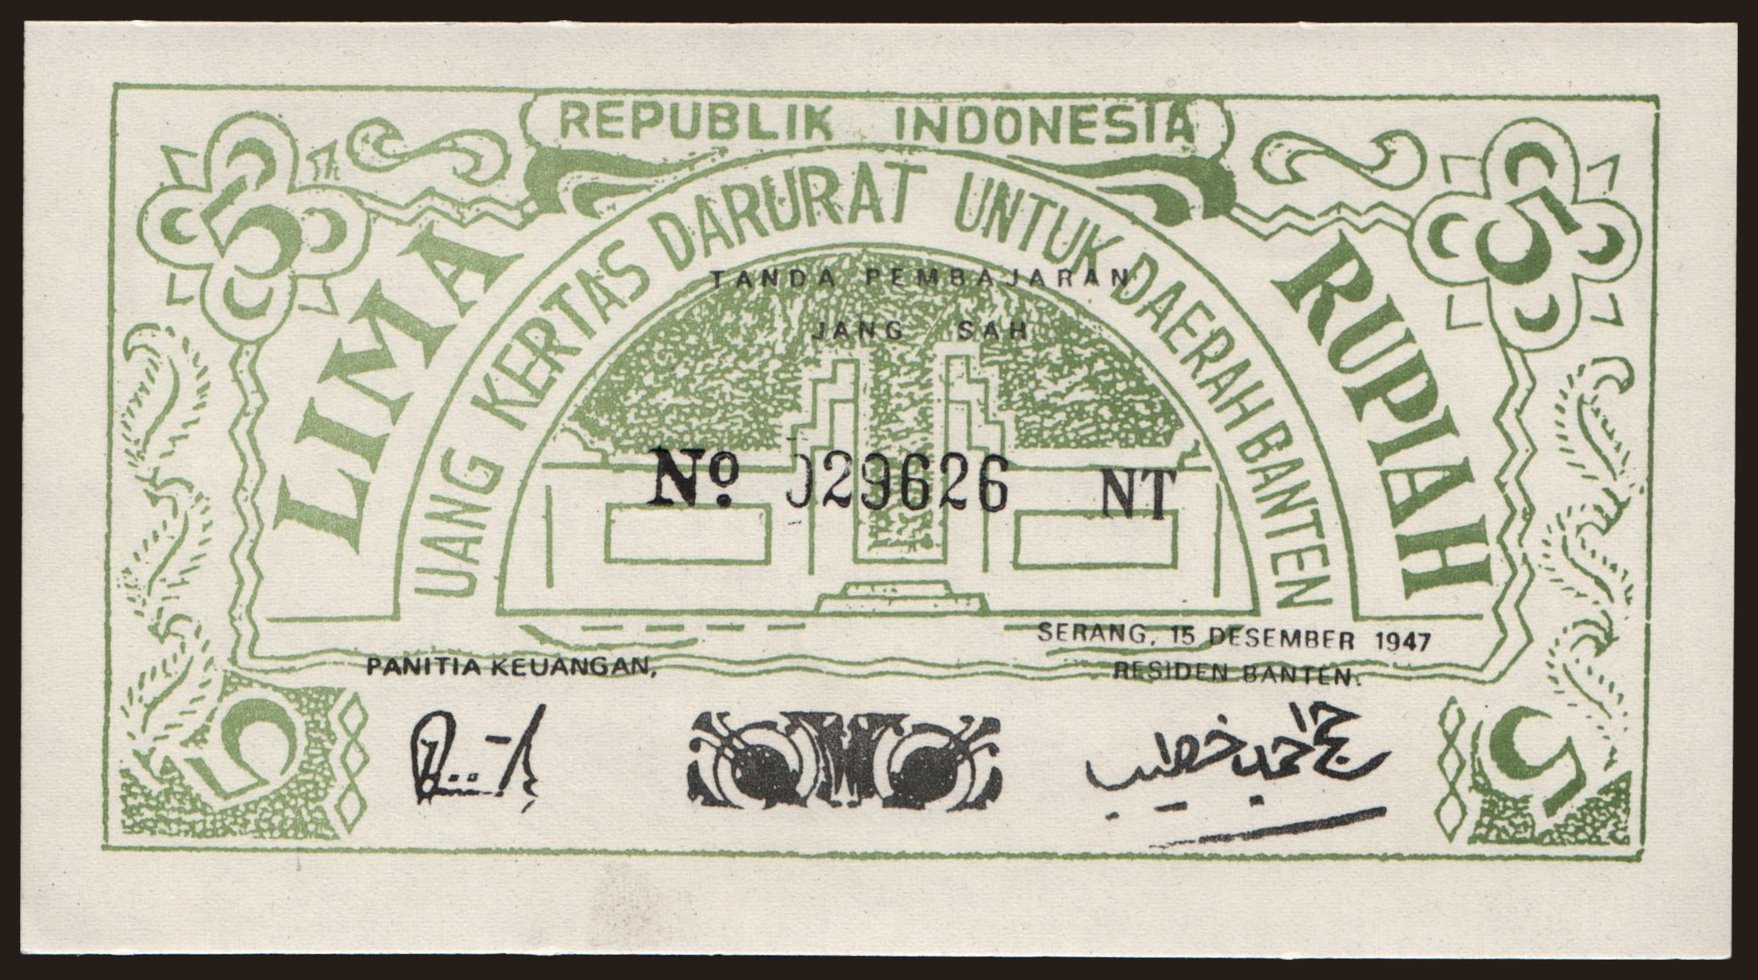 REPUBLIK INDONESIA
5
5
LIMA
RUPIAH
UANG KERTAS DARURAT UNTUK DAERAH BANTEN
TANDA PEMBAJARAN
JANG SAH
No 029626 NT
SERANG, 15 DESEMBER 1947
PANITIA KEUANGAN,
RESIDEN BANTEN.
5
5